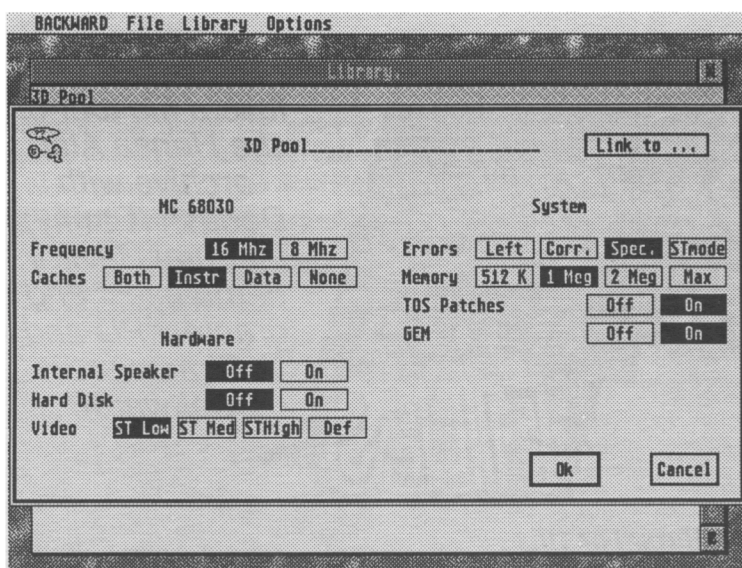 BACKWARD File Library Options
Library.
3D Pool
3D Pool
Link to ...
MC 68030
Frequency 16 Mhz 8 Mhz
Caches Both Instr Data None
Hardware
Internal Speaker Off On
Hard Disk Off On
Video ST Low ST Med STHigh Def
System
Errors Left Corr. Spec. STmode
Memory 512 K 1 Meg 2 Meg Max
TOS Patches Off On
GEM Off On
Ok Cancel